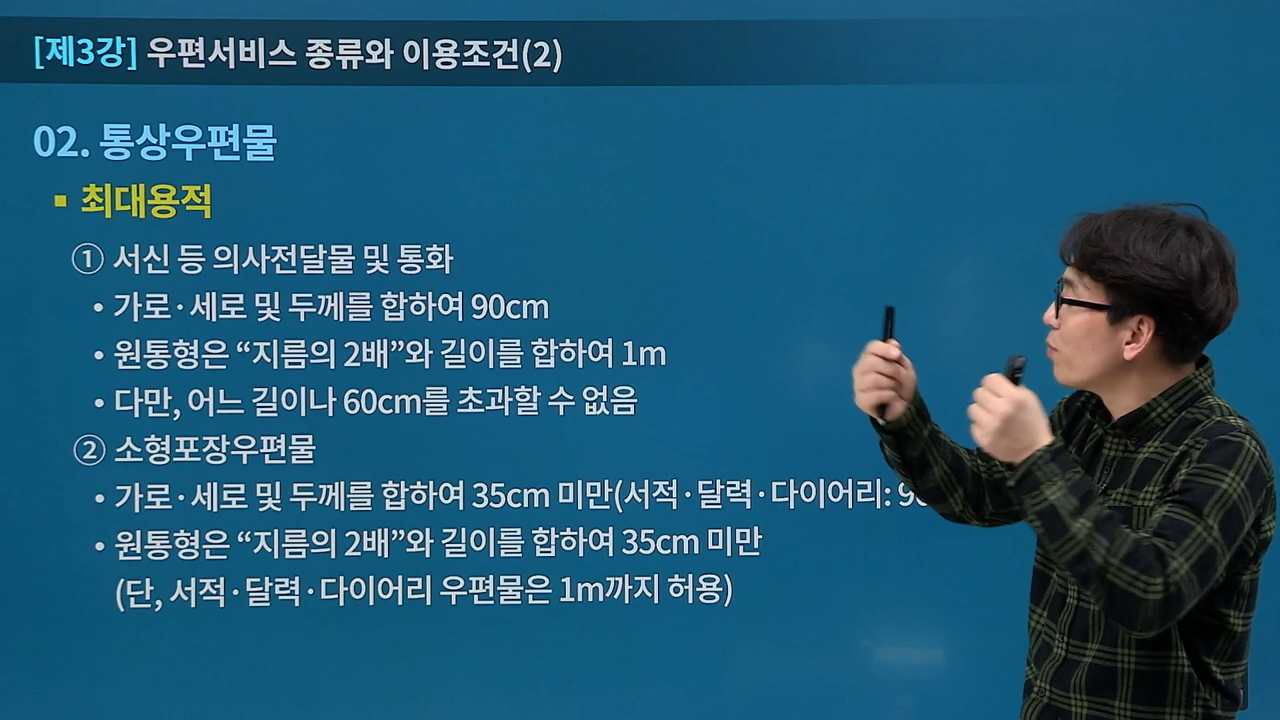 [제3강] 우편서비스 종류와 이용조건(2)
02. 통상우편물
▪ 최대용적
① 서신 등 의사전달물 및 통화
• 가로·세로 및 두께를 합하여 90cm
• 원통형은 “지름의 2배”와 길이를 합하여 1m
• 다만, 어느 길이나 60cm를 초과할 수 없음
② 소형포장우편물
• 가로·세로 및 두께를 합하여 35cm 미만(서적·달력·다이어리:
• 원통형은 “지름의 2배”와 길이를 합하여 35cm 미만
(단, 서적·달력·다이어리 우편물은 1m까지 허용)